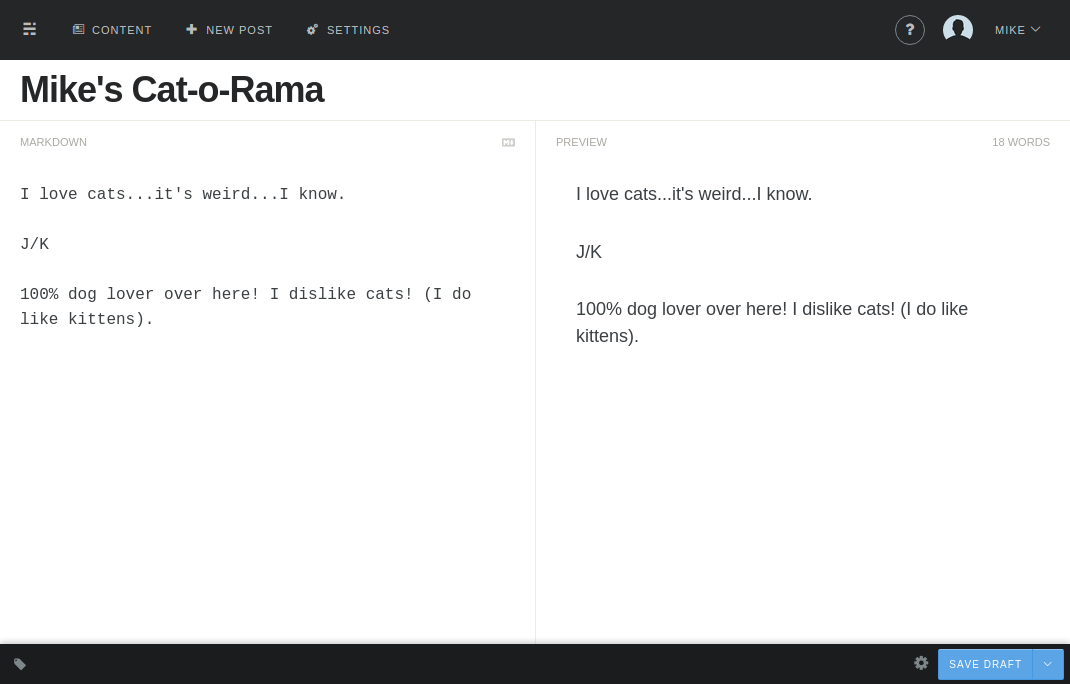 CONTENT NEW POST SETTINGS ? MIKE
Mike's Cat-o-Rama
MARKDOWN
PREVIEW 18 WORDS
I love cats...it's weird...I know.
J/K
100% dog lover over here! I dislike cats! (I do
like kittens).
I love cats...it's weird...I know.
J/K
100% dog lover over here! I dislike cats! (I do like
kittens).
SAVE DRAFT